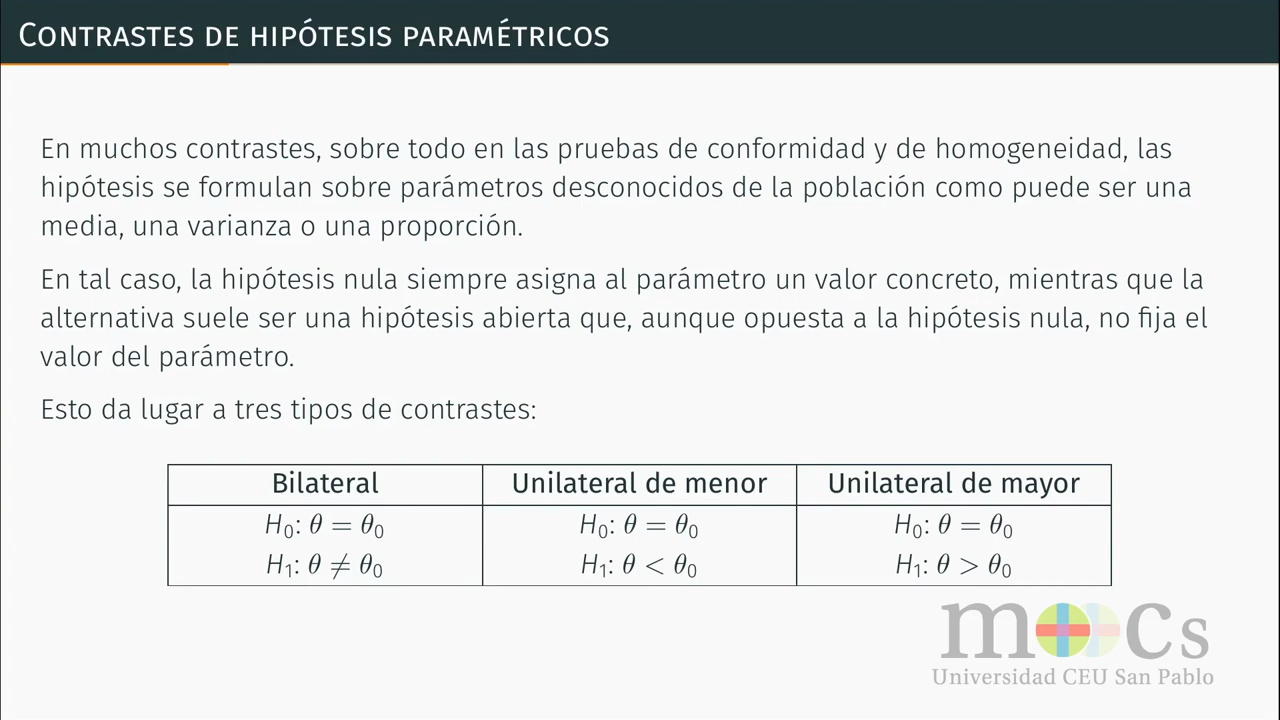 CONTRASTES DE HIPÓTESIS PARAMÉTRICOS
En muchos contrastes, sobre todo en las pruebas de conformidad y de homogeneidad, las
hipótesis se formulan sobre parámetros desconocidos de la población como puede ser una
media, una varianza o una proporción.
En tal caso, la hipótesis nula siempre asigna al parámetro un valor concreto, mientras que la
alternativa suele ser una hipótesis abierta que, aunque opuesta a la hipótesis nula, no fija el
valor del parámetro.
Esto da lugar a tres tipos de contrastes:
Bilateral Unilateral de menor Unilateral de mayor
H₀: θ = θ₀ H₀: θ = θ₀ H₀: θ = θ₀
H₁: θ ≠ θ₀ H₁: θ < θ₀ H₁: θ > θ₀
moocs
Universidad CEU San Pablo